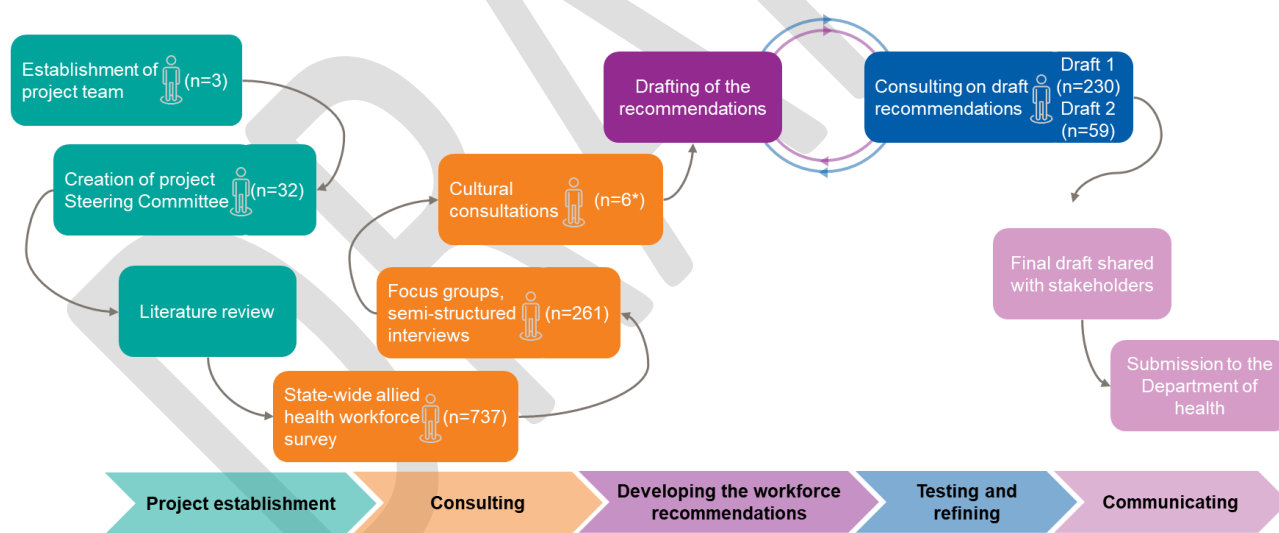 Establishment of
project team
(n=3)
Creation of project
Steering Committee
(n=32)
Literature review
State-wide allied
health workforce
survey
(n=737)
Focus groups,
semi-structured
interviews
(n=261)
Cultural
consultations
(n=6*)
Drafting of the
recommendations
Consulting on draft
recommendations
Draft 1
(n=230)
Draft 2
(n=59)
Final draft shared
with stakeholders
Submission to the
Department of
health
Project establishment
Consulting
Developing the workforce
recommendations
Testing and
refining
Communicating
DRAFT